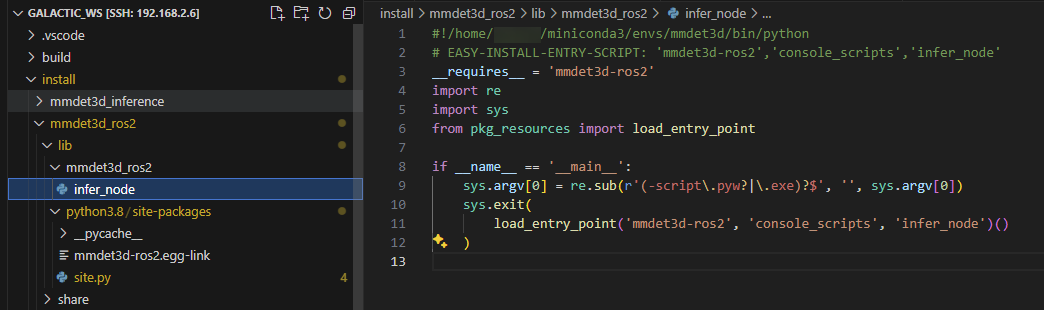 GALACTIC_WS [SSH: 192.168.2.6]
.vscode
build
install
mmdet3d_inference
mmdet3d_ros2
lib
mmdet3d_ros2
infer_node
python3.8 / site-packages
__pycache__
mmdet3d-ros2.egg-link
site.py 4
share
install > mmdet3d_ros2 > lib > mmdet3d_ros2 > infer_node > ...
1 #!/home/ /miniconda3/envs/mmdet3d/bin/python
2 # EASY-INSTALL-ENTRY-SCRIPT: 'mmdet3d-ros2','console_scripts','infer_node'
3 __requires__ = 'mmdet3d-ros2'
4 import re
5 import sys
6 from pkg_resources import load_entry_point
7
8 if __name__ == '__main__':
9 sys.argv[0] = re.sub(r'(-script\.pyw?|\.exe)?$', '', sys.argv[0])
10 sys.exit(
11 load_entry_point('mmdet3d-ros2', 'console_scripts', 'infer_node')()
12 )
13